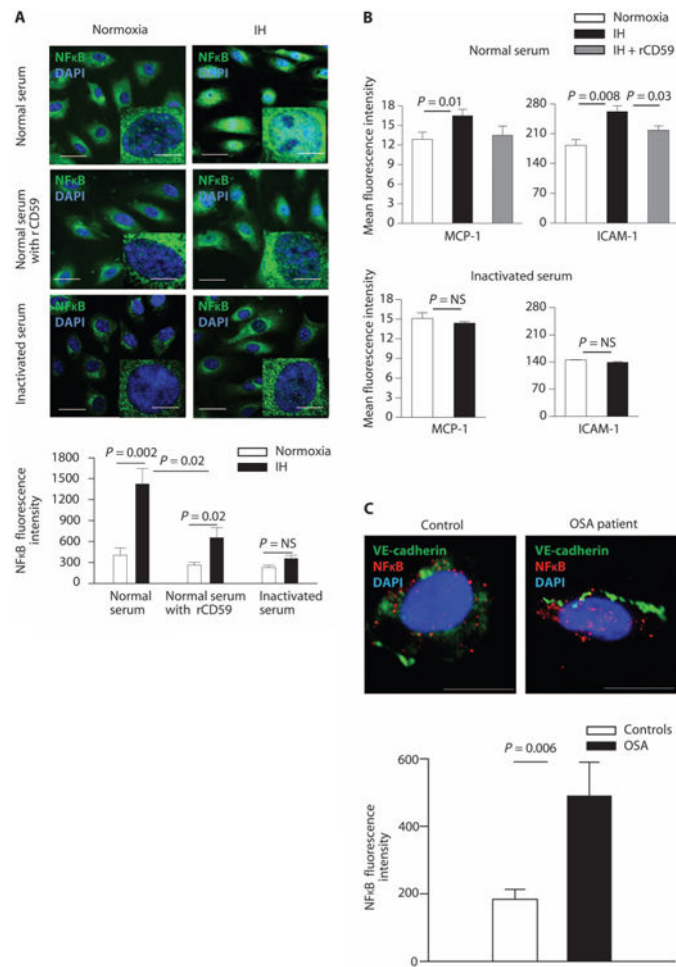 A
Normoxia
IH
Normal serum
NFκB
DAPI
NFκB
DAPI
Normal serum
with rCD59
NFκB
DAPI
NFκB
DAPI
Inactivated serum
NFκB
DAPI
NFκB
DAPI
Normoxia
IH
NFκB fluorescence
intensity
1800
1500
1200
900
600
300
0
P = 0.002
P = 0.02
P = 0.02
P = NS
Normal
serum
Normal serum
with rCD59
Inactivated
serum
B
Normoxia
IH
IH + rCD59
Normal serum
Mean fluorescence intensity
18
15
12
9
6
3
0
P = 0.01
MCP-1
280
210
140
70
0
P = 0.008
P = 0.03
ICAM-1
Inactivated serum
Mean fluorescence intensity
18
15
12
9
6
3
0
P = NS
MCP-1
280
210
140
70
0
P = NS
ICAM-1
C
Control
OSA patient
VE-cadherin
NFκB
DAPI
VE-cadherin
NFκB
DAPI
Controls
OSA
NFκB fluorescence
intensity
600
400
200
0
P = 0.006